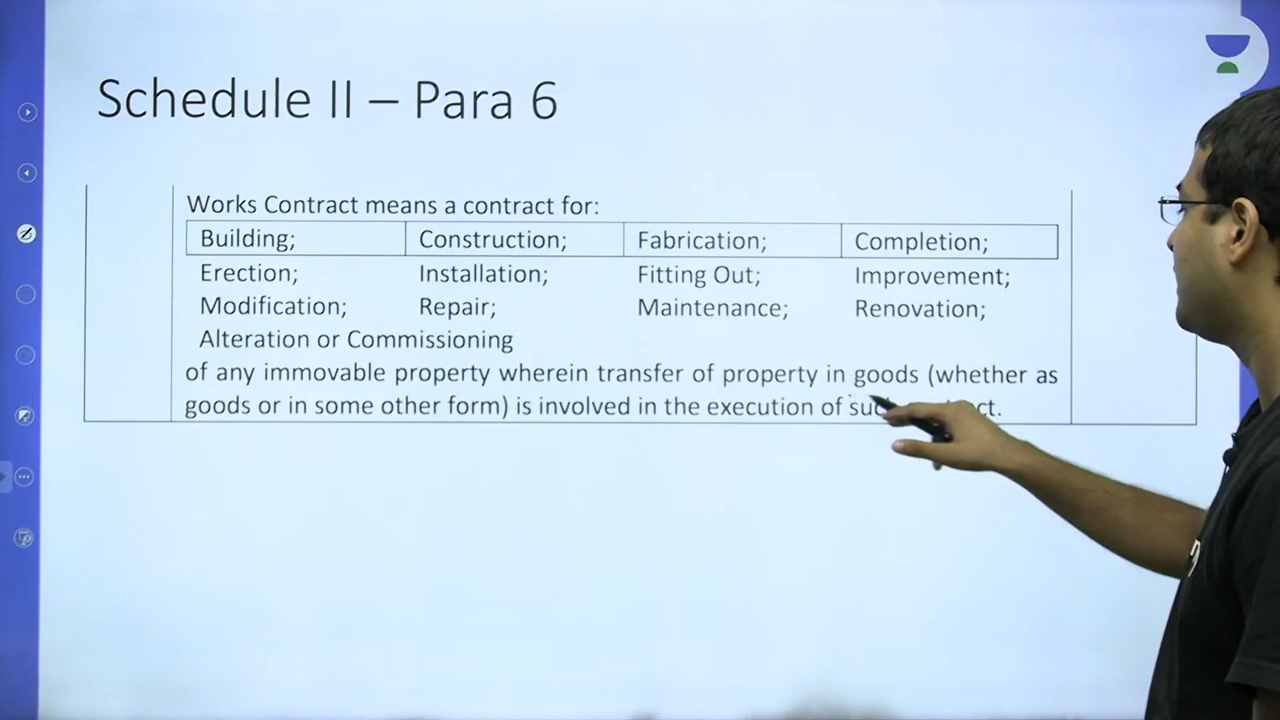 Schedule II – Para 6
Works Contract means a contract for:
Building; Construction; Fabrication; Completion;
Erection; Installation; Fitting Out; Improvement;
Modification; Repair; Maintenance; Renovation;
Alteration or Commissioning
of any immovable property wherein transfer of property in goods (whether as
goods or in some other form) is involved in the execution of